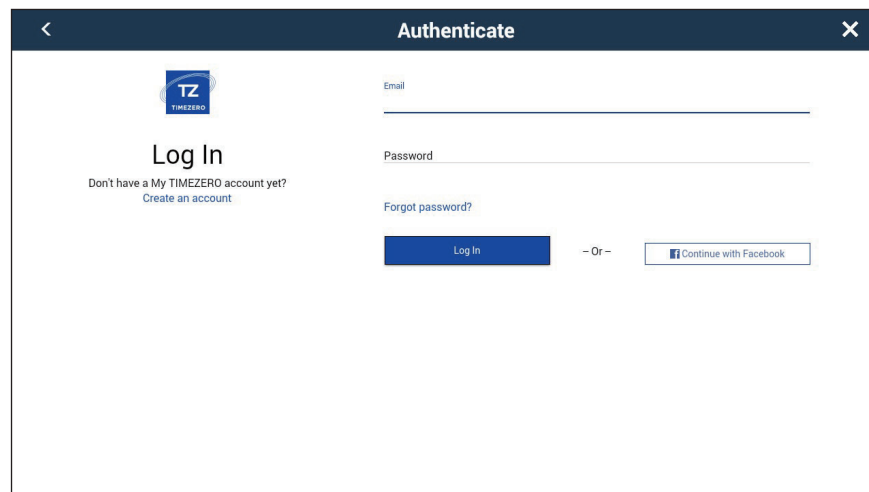 Authenticate
TZ
TIMEZERO
Log In
Don't have a My TIMEZERO account yet?
Create an account
Email
Password
Forgot password?
Log In
– Or –
Continue with Facebook